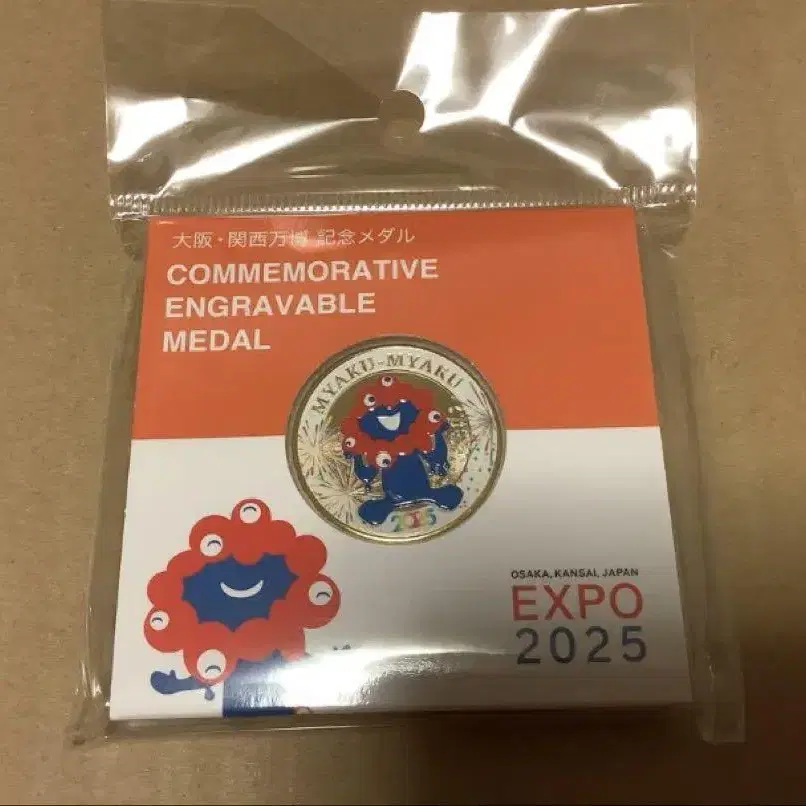 大阪・関西万博 記念メダル
COMMEMORATIVE
ENGRAVABLE
MEDAL
MYAKU-MYAKU
2025
OSAKA, KANSAI, JAPAN
EXPO
2025